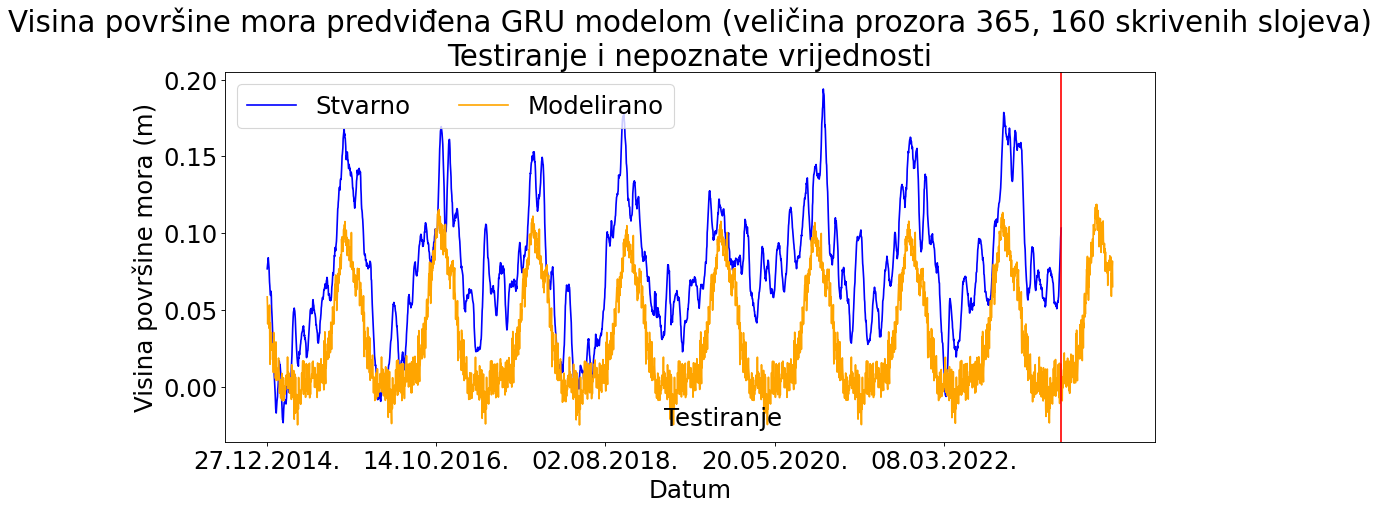 Visina površine mora predviđena GRU modelom (veličina prozora 365, 160 skrivenih slojeva)
Testiranje i nepoznate vrijednosti
Stvarno
Modelirano
Visina površine mora (m)
0.20
0.15
0.10
0.05
0.00
Testiranje
27.12.2014.
14.10.2016.
02.08.2018.
20.05.2020.
08.03.2022.
Datum